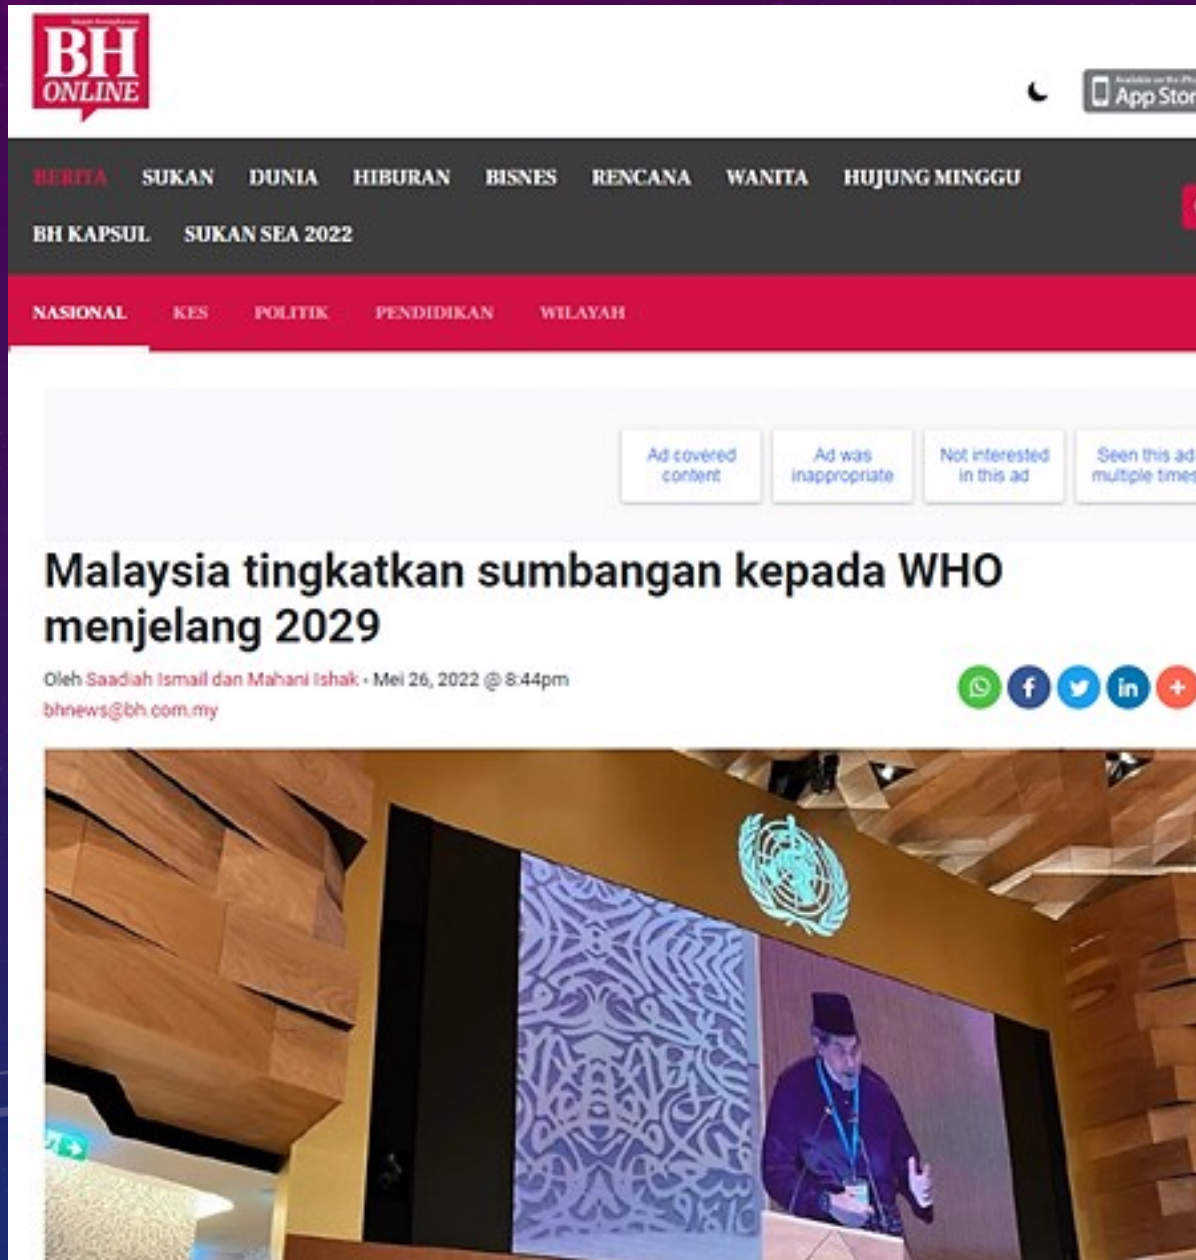 BH
ONLINE
App Stor
BERITA SUKAN DUNIA HIBURAN BISNES RENCANA WANITA HUJUNG MINGGU
BH KAPSUL SUKAN SEA 2022
NASIONAL KES POLITIK PENDIDIKAN WILAYAH
Ad covered content
Ad was inappropriate
Not interested in this ad
Seen this ad multiple times
Malaysia tingkatkan sumbangan kepada WHO
menjelang 2029
Oleh Saadiah Ismail dan Mahani Ishak - Mei 26, 2022 @ 8:44pm
bhnews@bh.com.my